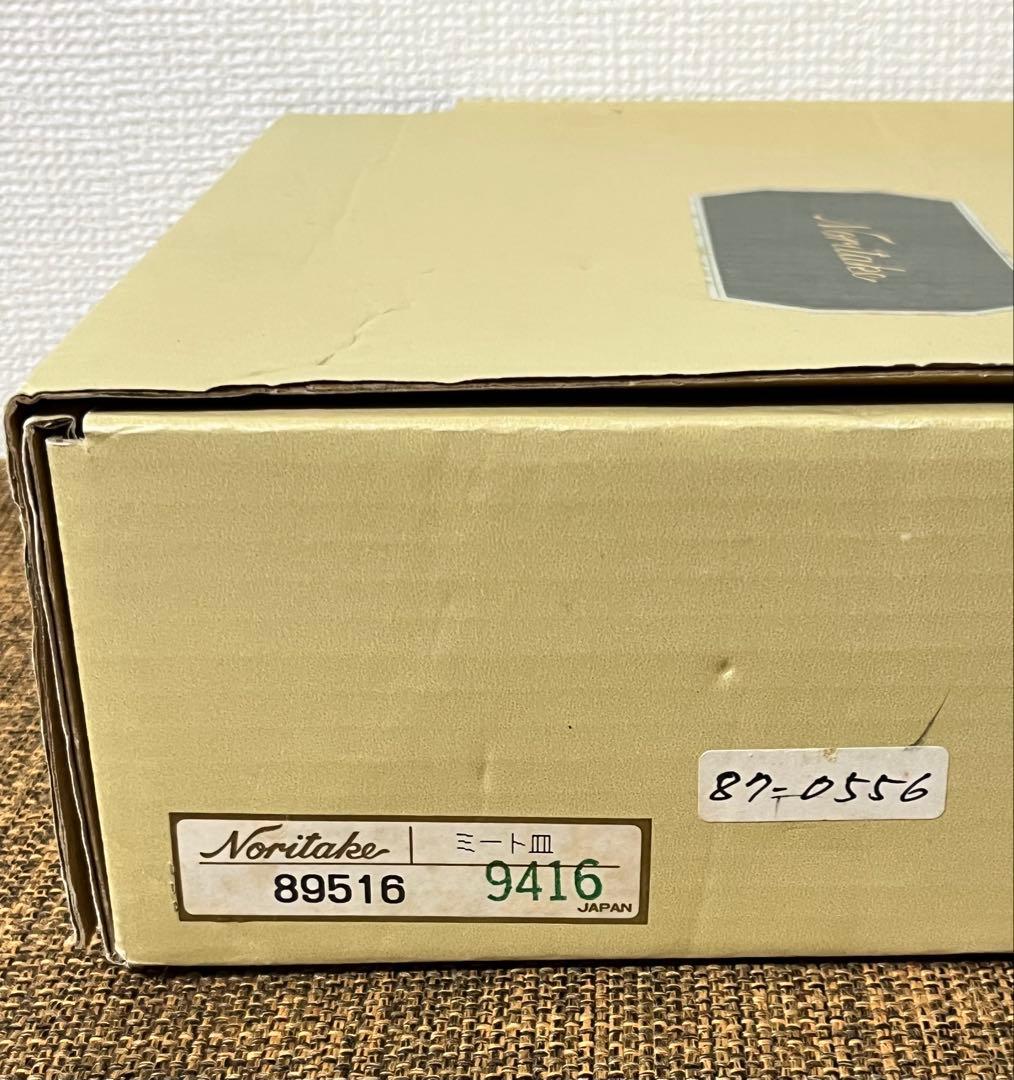 Noritake
87-0556
Noritake ミート皿
89516 9416
JAPAN